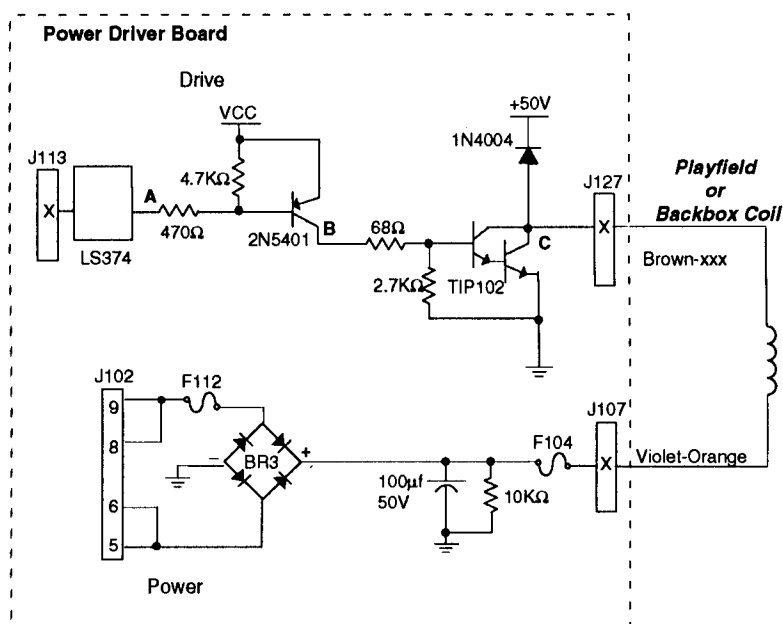 Power Driver Board
Drive
VCC
+50V
1N4004
J113
4.7KΩ
A
X
470Ω
LS374
2N5401
B
68Ω
2.7KΩ
TIP102
C
J127
X
Playfield
or
Backbox Coil
Brown-xxx
J102
F112
9
8
6
5
BR3
−
+
100µf
50V
10KΩ
F104
J107
X
Violet-Orange
Power